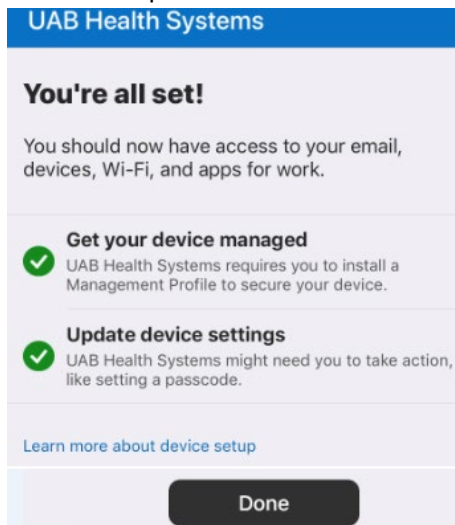 UAB Health Systems
You're all set!
You should now have access to your email,
devices, Wi-Fi, and apps for work.
Get your device managed
UAB Health Systems requires you to install a
Management Profile to secure your device.
Update device settings
UAB Health Systems might need you to take action,
like setting a passcode.
Learn more about device setup
Done